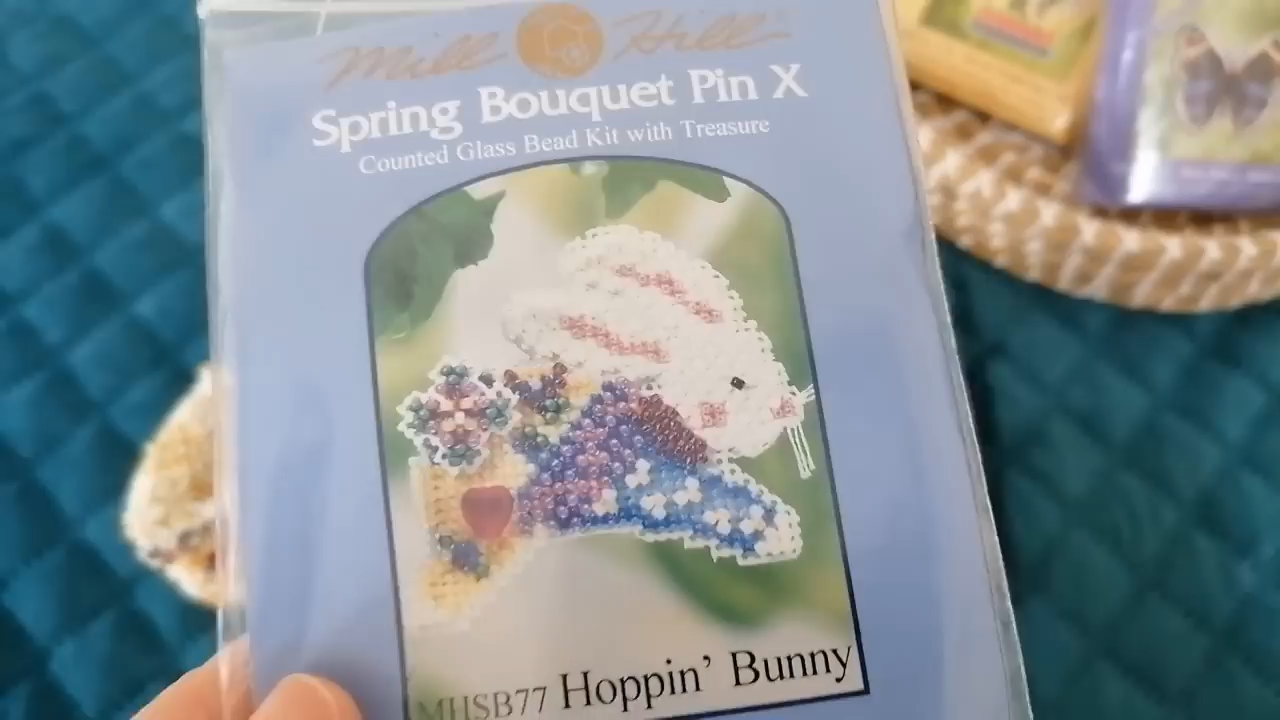 Mill Hill
Spring Bouquet Pin X
Counted Glass Bead Kit with Treasure
MHSB77 Hoppin' Bunny